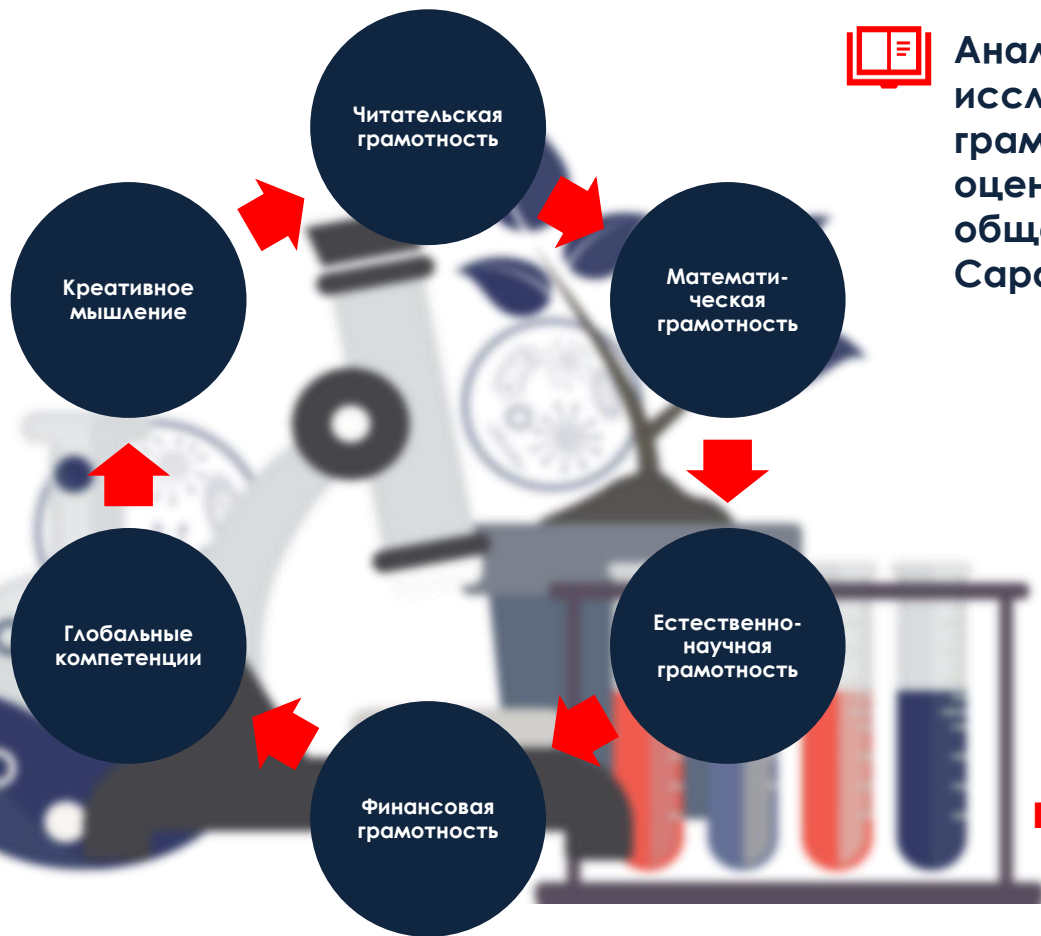 Читательская
грамотность
Математи-
ческая
грамотность
Естественно-
научная
грамотность
Финансовая
грамотность
Глобальные
компетенции
Креативное
мышление